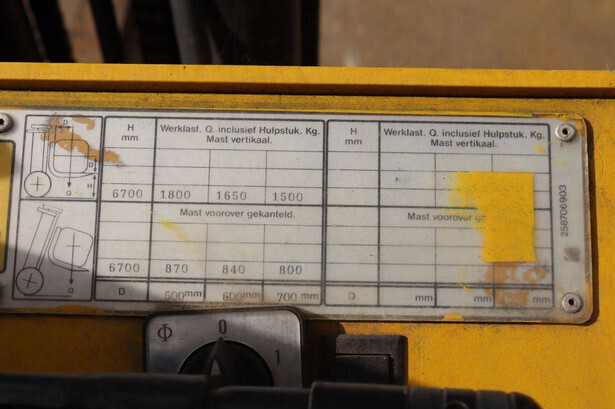 H Werklast. Q. inclusief Hulpstuk. Kg. H Werklast. Q. inclusief Hulpstuk. Kg.
mm Mast vertikaal. mm Mast vertikaal.
6700 1800 1650 1500
Mast voorover gekanteld. Mast voorover
6700 870 840 800
D 500mm 600mm 700 mm D mm mm mm
D
D
H
Q
Q
258706903
Φ 0 1